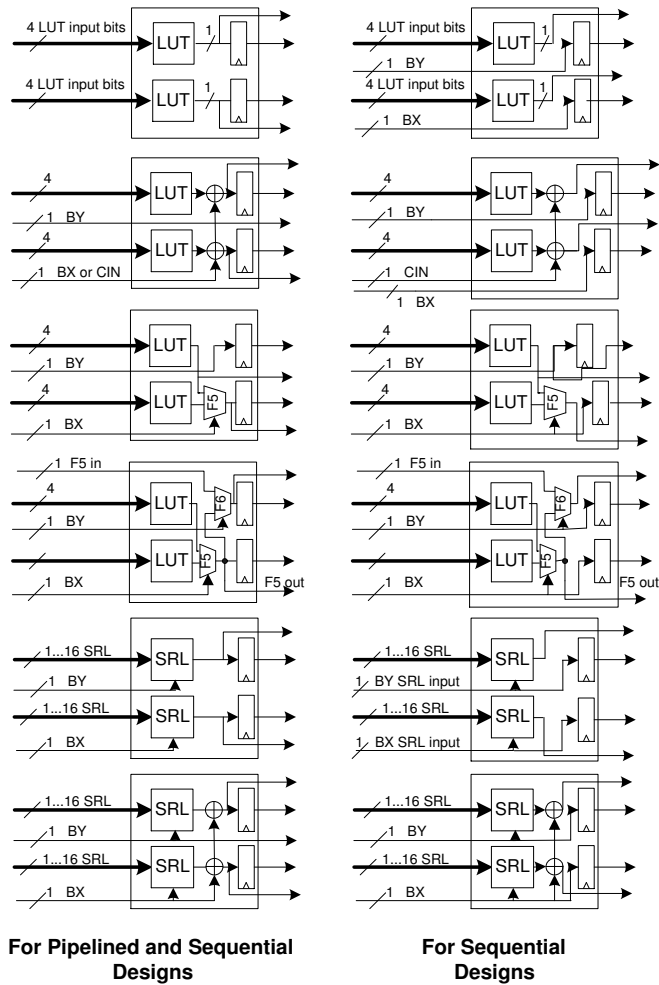 4 LUT input bits
LUT
1
4 LUT input bits
LUT
1
4
LUT
1 BY
4
LUT
1 BX or CIN
4
LUT
1 BY
4
LUT
F5
1 BX
1 F5 in
4
LUT
F6
1 BY
LUT
F5
1 BX
F5 out
1...16 SRL
SRL
1 BY
1...16 SRL
SRL
1 BX
1...16 SRL
SRL
1 BY
1...16 SRL
SRL
1 BX
For Pipelined and Sequential
Designs
4 LUT input bits
LUT
1
1 BY
4 LUT input bits
LUT
1
1 BX
4
LUT
1 BY
4
LUT
1 CIN
1 BX
4
LUT
1 BY
4
LUT
F5
1 BX
1 F5 in
4
LUT
F6
1 BY
LUT
F5
1 BX
F5 out
1...16 SRL
SRL
1 BY SRL input
1...16 SRL
SRL
1 BX SRL input
1...16 SRL
SRL
1 BY
1...16 SRL
SRL
1 BX
For Sequential
Designs